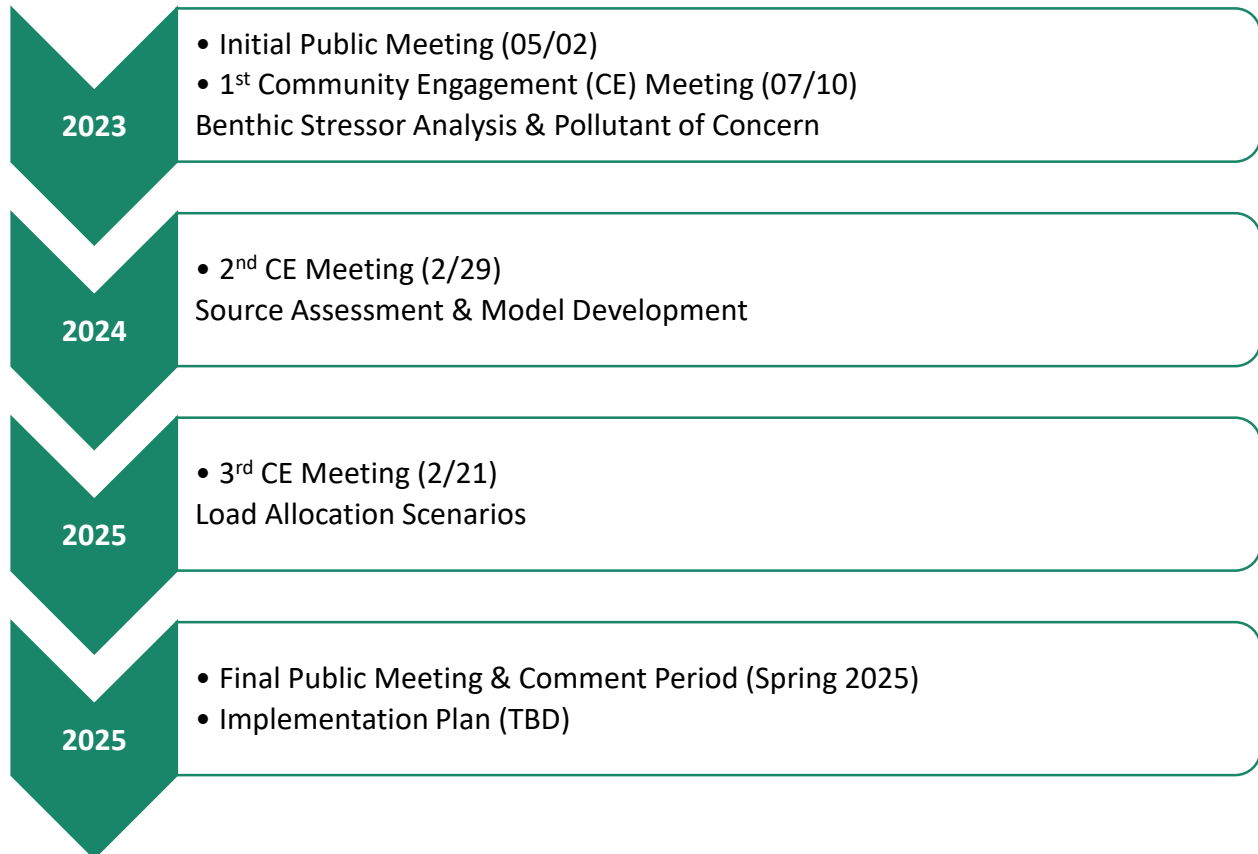 2023
• Initial Public Meeting (05/02)
• 1st Community Engagement (CE) Meeting (07/10)
Benthic Stressor Analysis & Pollutant of Concern
2024
• 2nd CE Meeting (2/29)
Source Assessment & Model Development
2025
• 3rd CE Meeting (2/21)
Load Allocation Scenarios
2025
• Final Public Meeting & Comment Period (Spring 2025)
• Implementation Plan (TBD)